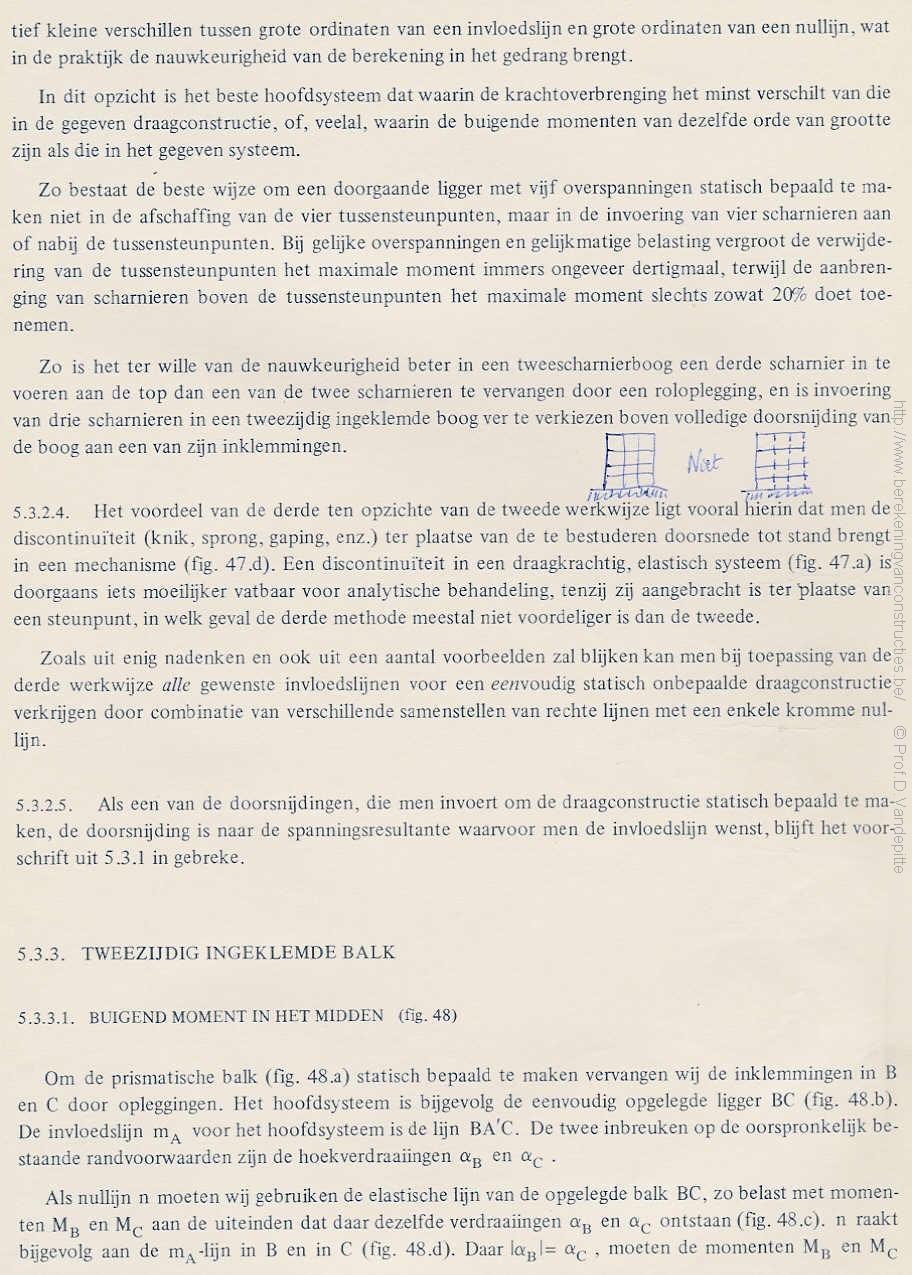 tief kleine verschillen tussen grote ordinaten van een invloedslijn en grote ordinaten van een nullijn, wat
in de praktijk de nauwkeurigheid van de berekening in het gedrang brengt.
In dit opzicht is het beste hoofdsysteem dat waarin de krachtoverbrenging het minst verschilt van die
in de gegeven draagconstructie, of, veelal, waarin de buigende momenten van dezelfde orde van grootte
zijn als die in het gegeven systeem.
Zo bestaat de beste wijze om een doorgaande ligger met vijf overspanningen statisch bepaald te ma-
ken niet in de afschaffing van de vier tussensteunpunten, maar in de invoering van vier scharnieren aan
of nabij de tussensteunpunten. Bij gelijke overspanningen en gelijkmatige belasting vergroot de verwijde-
ring van de tussensteunpunten het maximale moment immers ongeveer dertigmaal, terwijl de aanbren-
ging van scharnieren boven de tussensteunpunten het maximale moment slechts zowat 20% doet toe-
nemen.
Zo is het ter wille van de nauwkeurigheid beter in een tweescharnierboog een derde scharnier in te
voeren aan de top dan een van de twee scharnieren te vervangen door een roloplegging, en is invoering
van drie scharnieren in een tweezijdig ingeklemde boog ver te verkiezen boven volledige doorsnijding van
de boog aan een van zijn inklemmingen.
Niet
5.3.2.4. Het voordeel van de derde ten opzichte van de tweede werkwijze ligt vooral hierin dat men de
discontinuïteit (knik, sprong, gaping, enz.) ter plaatse van de te bestuderen doorsnede tot stand brengt
in een mechanisme (fig. 47.d). Een discontinuïteit in een draagkrachtig, elastisch systeem (fig. 47.a) is
doorgaans iets moeilijker vatbaar voor analytische behandeling, tenzij zij aangebracht is ter plaatse van
een steunpunt, in welk geval de derde methode meestal niet voordeliger is dan de tweede.
Zoals uit enig nadenken en ook uit een aantal voorbeelden zal blijken kan men bij toepassing van de
derde werkwijze alle gewenste invloedslijnen voor een eenvoudig statisch onbepaalde draagconstructie
verkrijgen door combinatie van verschillende samenstellen van rechte lijnen met een enkele kromme nul-
lijn.
5.3.2.5. Als een van de doorsnijdingen, die men invoert om de draagconstructie statisch bepaald te ma-
ken, de doorsnijding is naar de spanningsresultante waarvoor men de invloedslijn wenst, blijft het voor-
schrift uit 5.3.1 in gebreke.
5.3.3. TWEEZIJDIG INGEKLEMDE BALK
5.3.3.1. BUIGEND MOMENT IN HET MIDDEN (fig. 48)
Om de prismatische balk (fig. 48.a) statisch bepaald te maken vervangen wij de inklemmingen in B
en C door opleggingen. Het hoofdsysteem is bijgevolg de eenvoudig opgelegde ligger BC (fig. 48.b).
De invloedslijn m_A voor het hoofdsysteem is de lijn BA'C. De twee inbreuken op de oorspronkelijk be-
staande randvoorwaarden zijn de hoekverdraaiingen α_B en α_C .
Als nullijn n moeten wij gebruiken de elastische lijn van de opgelegde balk BC, zo belast met momen-
ten M_B en M_C aan de uiteinden dat daar dezelfde verdraaiingen α_B en α_C ontstaan (fig. 48.c). n raakt
bijgevolg aan de m_A-lijn in B en in C (fig. 48.d). Daar |α_B|= α_C , moeten de momenten M_B en M_C
http://www.berekeningvanconstructies.be/ © Prof.D.Vandepitte